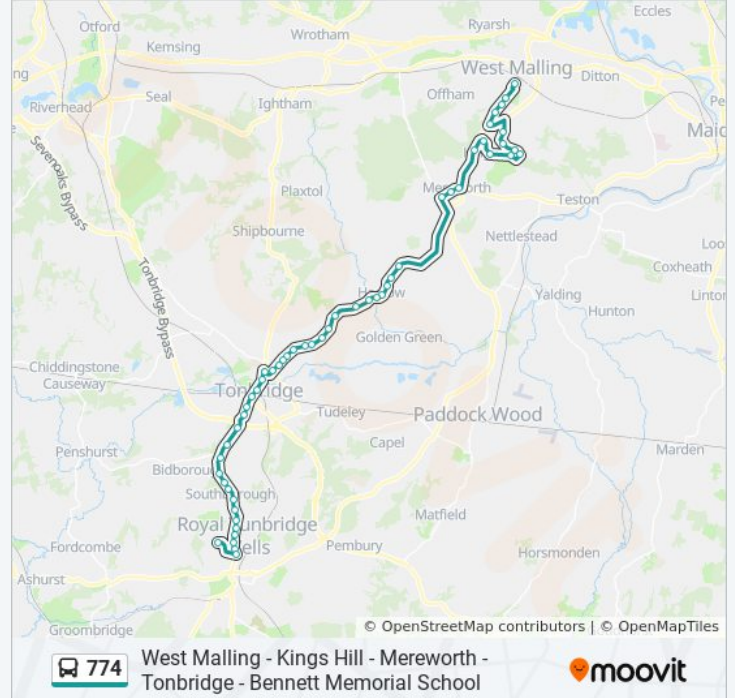 Otford
Wrotham
Ryarsh
Eccles
Kemsing
West Malling
Ditton
ng
Seal
Offham
Riverhead
Ightham
Pe
Maid
Sevenoaks Bypass
Plaxtol
Mereworth
Teston
Shipbourne
Nettlestead
Loo
Coxheath
Tonbridge Bypass
Hadlow
Yalding
Linton
Hunton
Golden Green
Chiddingstone
Causeway
Tonbridge
Tudeley
Paddock Wood
Capel
Penshurst
Marden
Bidborough
Southborough
Matfield
Royal Tunbridge
Wells
Fordcombe
Pembury
Horsmonden
Ashurst
Groombridge
© OpenStreetMap contributors | © OpenMapTiles
774
West Malling - Kings Hill - Mereworth -
Tonbridge - Bennett Memorial School
moovit